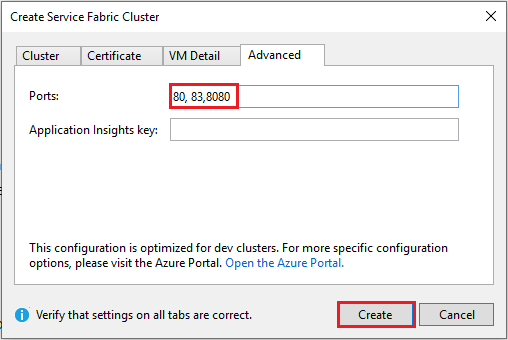 Create Service Fabric Cluster
Cluster
Certificate
VM Detail
Advanced
Ports:
80, 83,8080
Application Insights key:
This configuration is optimized for dev clusters. For more specific configuration
options, please visit the Azure Portal. Open the Azure Portal.
Verify that settings on all tabs are correct.
Create
Cancel